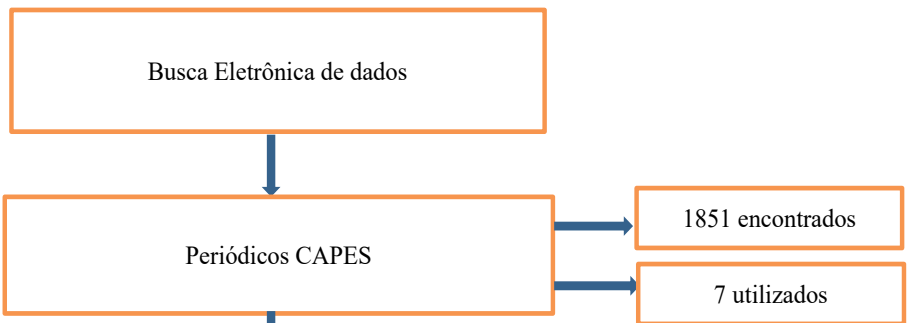 Busca Eletrônica de dados
1851 encontrados
Periódicos CAPES
7 utilizados